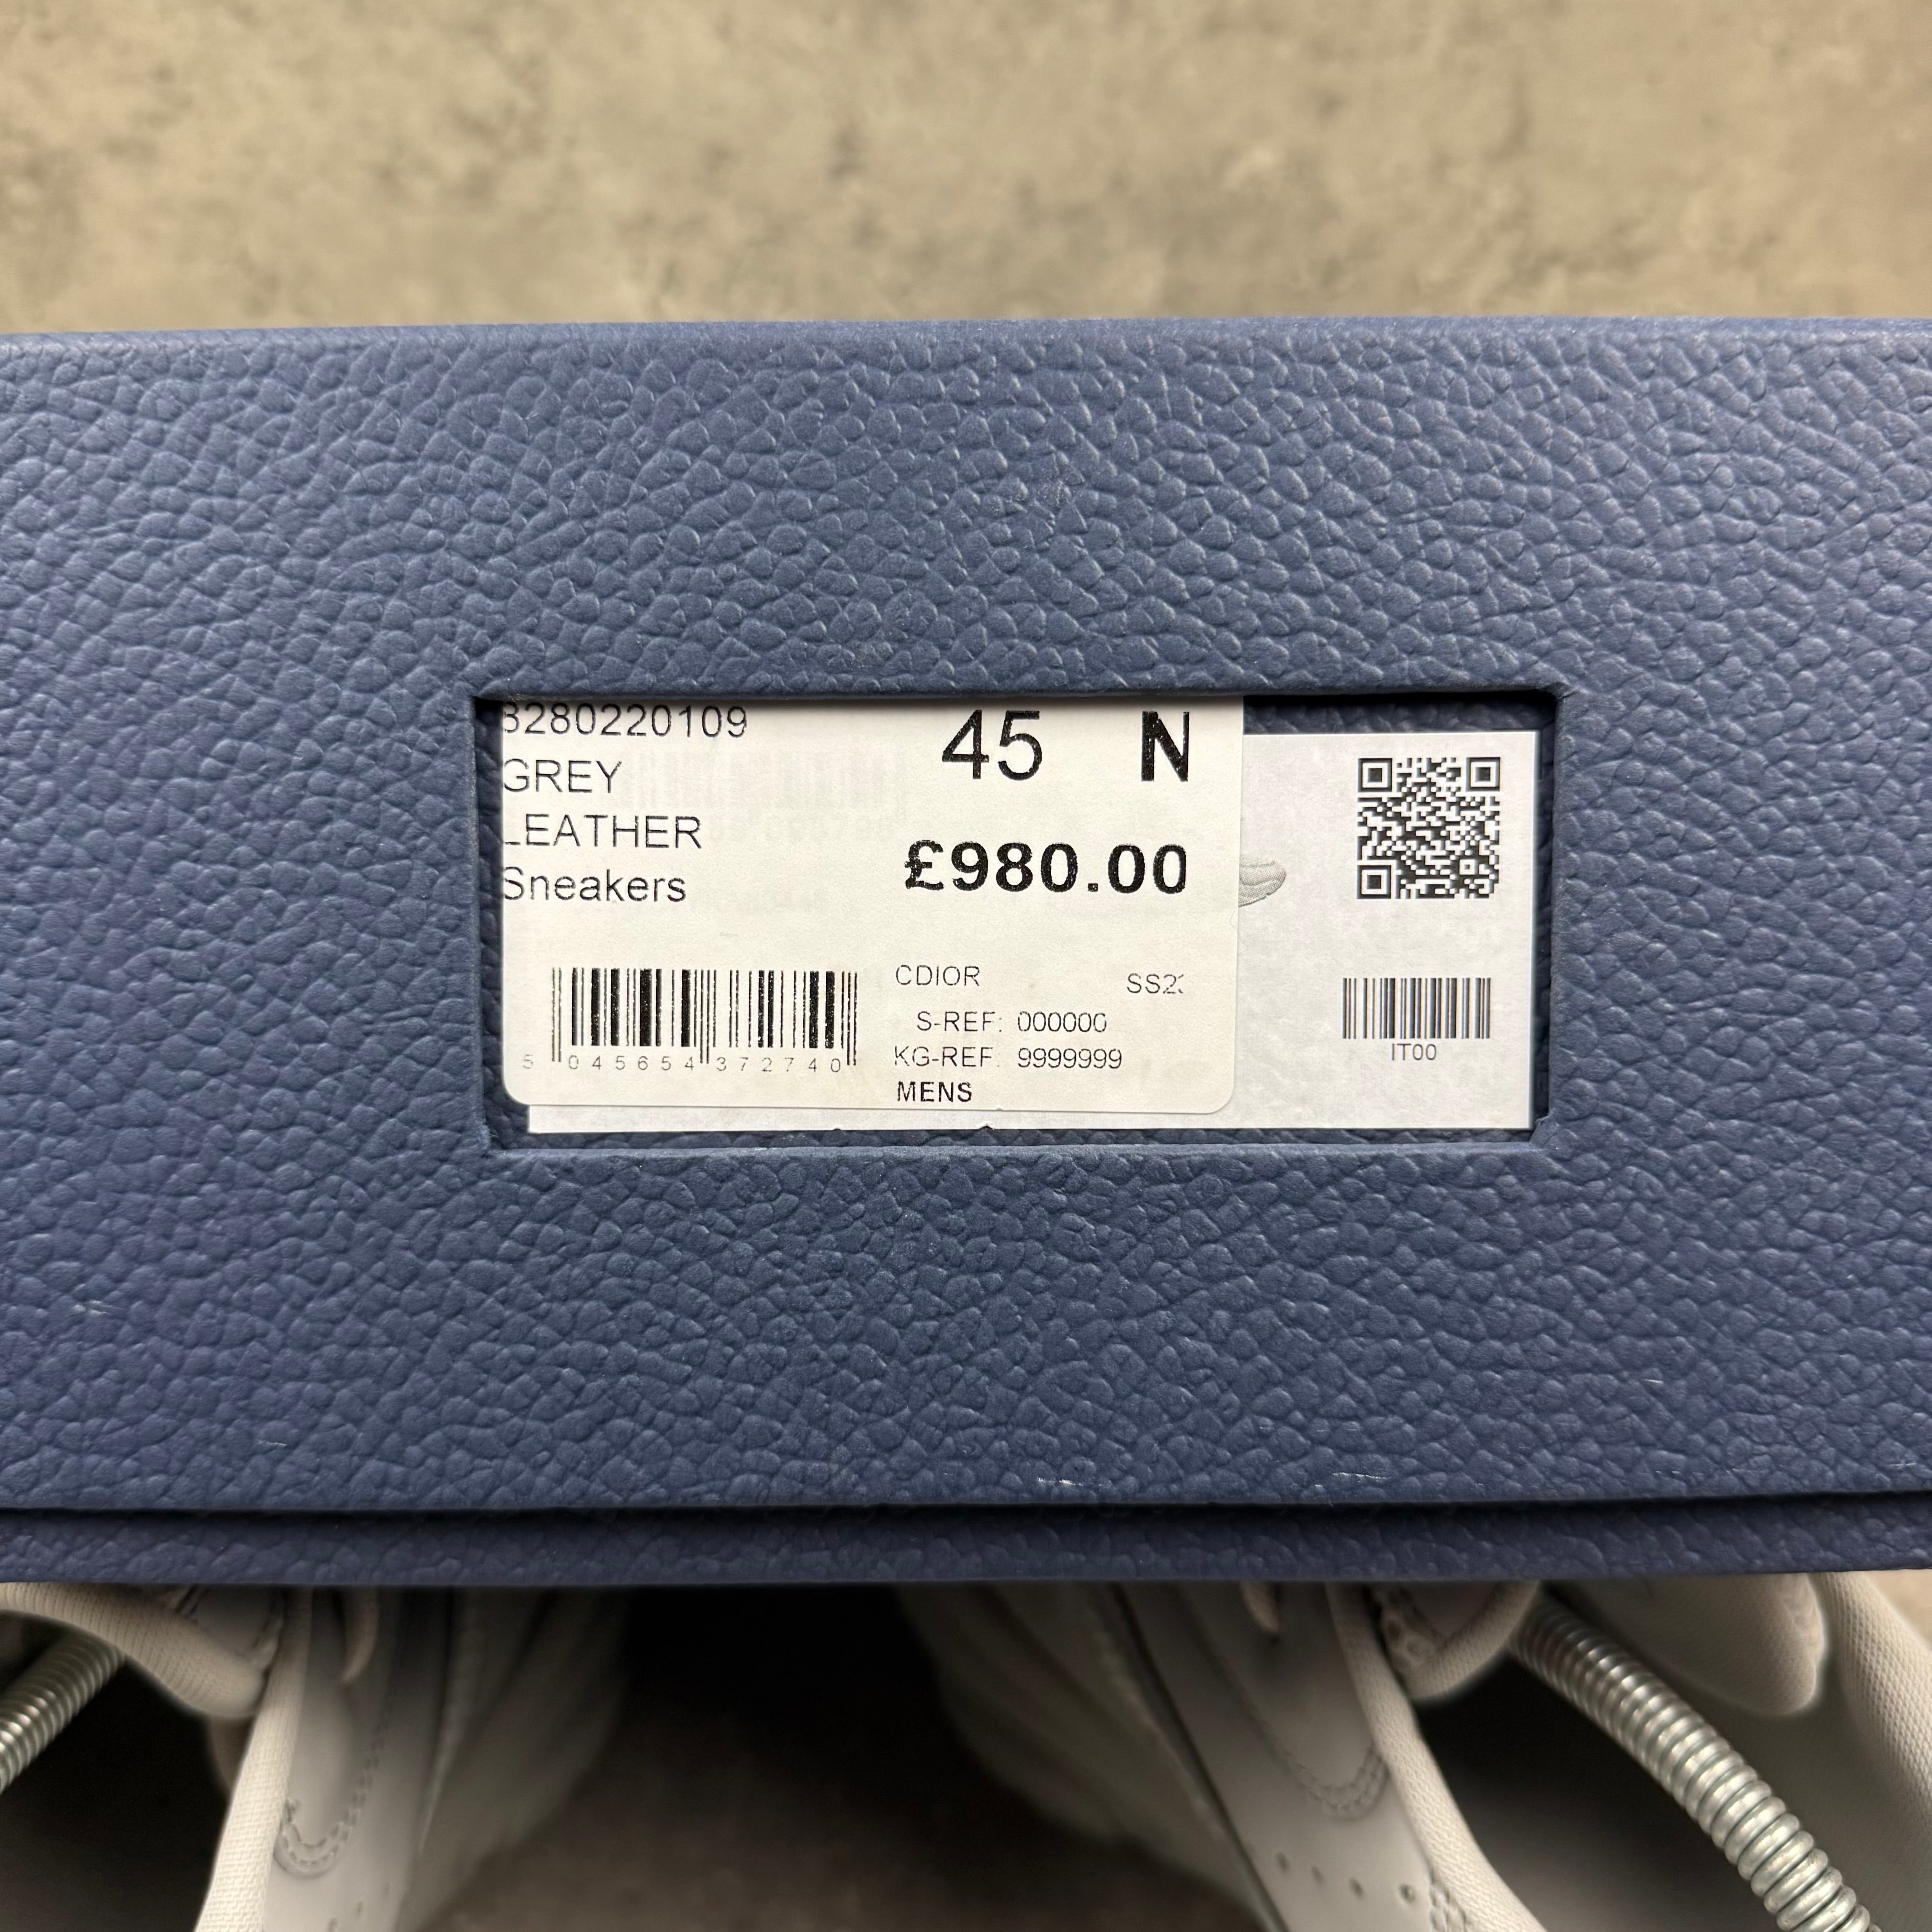 3280220109 45 N
GREY
LEATHER
Sneakers £980.00
CDIOR SS2
S-REF: 000000
KG-REF: 9999999
MENS
5 045654 372740
IT00